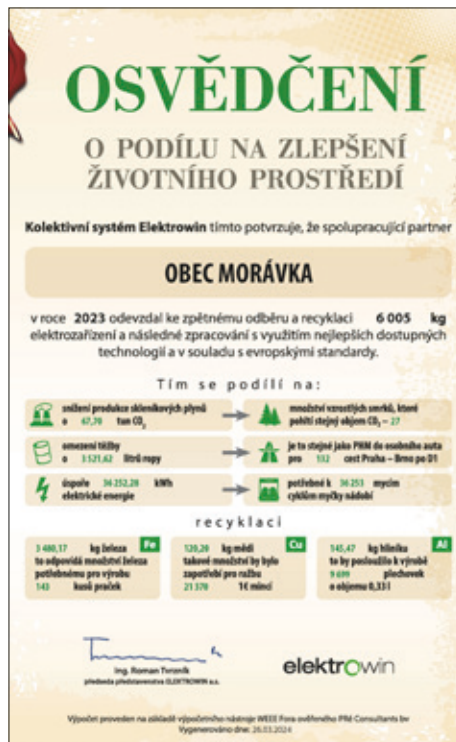 OSVĚDČENÍ
O PODÍLU NA ZLEPŠENÍ
ŽIVOTNÍHO PROSTŘEDÍ
Kolektivní systém Elektrowin tímto potvrzuje, že spolupracující partner
OBEC MORÁVKA
v roce 2023 odevzdal ke zpětnému odběru a recyklaci 6 005 kg
elektrozařízení a následné zpracování s využitím nejlepších dostupných
technologií a v souladu s evropskými standardy.
Tím se podílí na:
snížení produkce skleníkových plynů
o 67,70 tun CO₂
množství vzrostlých smrků, které
pohltí stejný objem CO₂ – 27
omezení těžby
o 3 521,62 litrů ropy
je to stejné jako PHM do osobního auta
pro 132 cest Praha – Brno po D1
úspoře 36 252,28 kWh
elektrické energie
potřebné k 36 253 mycím
cyklům myčky nádobí
recyklaci
Fe
3 480,17 kg železa
to odpovídá množství železa
potřebnému pro výrobu
143 kusů praček
Cu
120,20 kg mědi
takové množství by bylo
zapotřebí pro ražbu
21 370 1€ mincí
Al
145,47 kg hliníku
to by posloužilo k výrobě
9 699 plechovek
o objemu 0,33 l
Ing. Roman Tvrzník
předseda představenstva ELEKTROWIN a.s.
elektrowin
Výpočet proveden na základě výpočetního nástroje WEEE Fora ověřeného PRé Consultants bv
Vygenerováno dne: 26.03.2024